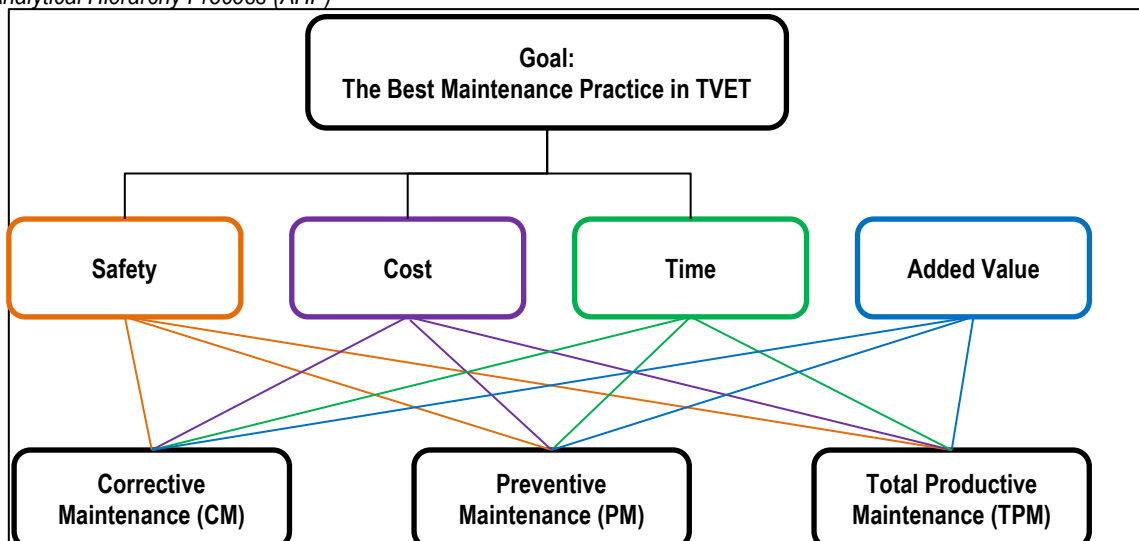 Analytical Hierarchy Process (AHP)
Goal:
The Best Maintenance Practice in TVET
Safety
Cost
Time
Added Value
Corrective
Maintenance (CM)
Preventive
Maintenance (PM)
Total Productive
Maintenance (TPM)